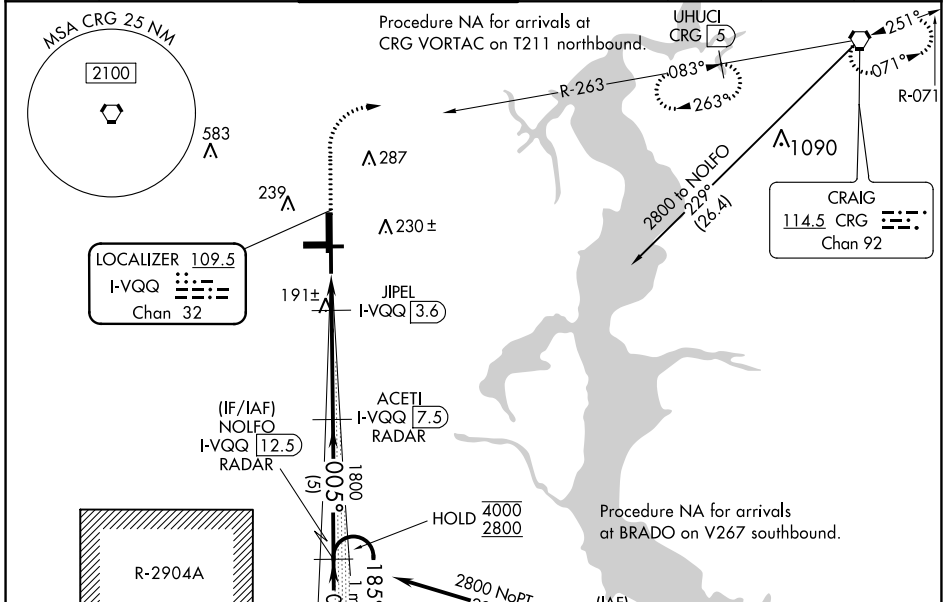 MSA CRG 25 NM
2100
583
Procedure NA for arrivals at
CRG VORTAC on T211 northbound.
UHUCI
CRG 5
R-263
083°
263°
251°
071°
R-071
287
239
230 ±
1090
2800 to NOLFO
229°
(26.4)
CRAIG
114.5 CRG
Chan 92
LOCALIZER 109.5
I-VQQ
Chan 32
191±
JIPEL
I-VQQ 3.6
ACETI
I-VQQ 7.5
RADAR
(IF/IAF)
NOLFO
I-VQQ 12.5
RADAR
1800
005°
(5)
HOLD 4000
2800
185°
1 m
Procedure NA for arrivals
at BRADO on V267 southbound.
R-2904A
2800 NoPT
(IAF)